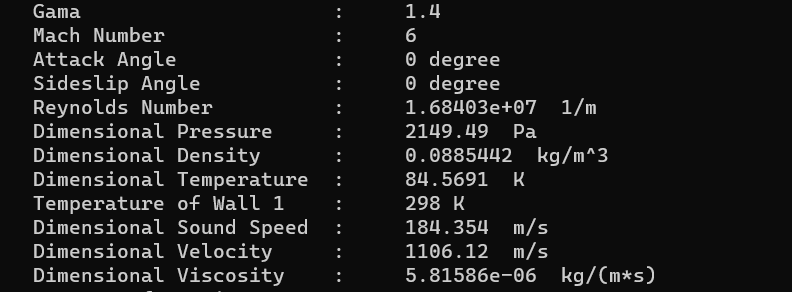 Gama : 1.4
Mach Number : 6
Attack Angle : 0 degree
Sideslip Angle : 0 degree
Reynolds Number : 1.68403e+07 1/m
Dimensional Pressure : 2149.49 Pa
Dimensional Density : 0.0885442 kg/m^3
Dimensional Temperature : 84.5691 K
Temperature of Wall 1 : 298 K
Dimensional Sound Speed : 184.354 m/s
Dimensional Velocity : 1106.12 m/s
Dimensional Viscosity : 5.81586e-06 kg/(m*s)